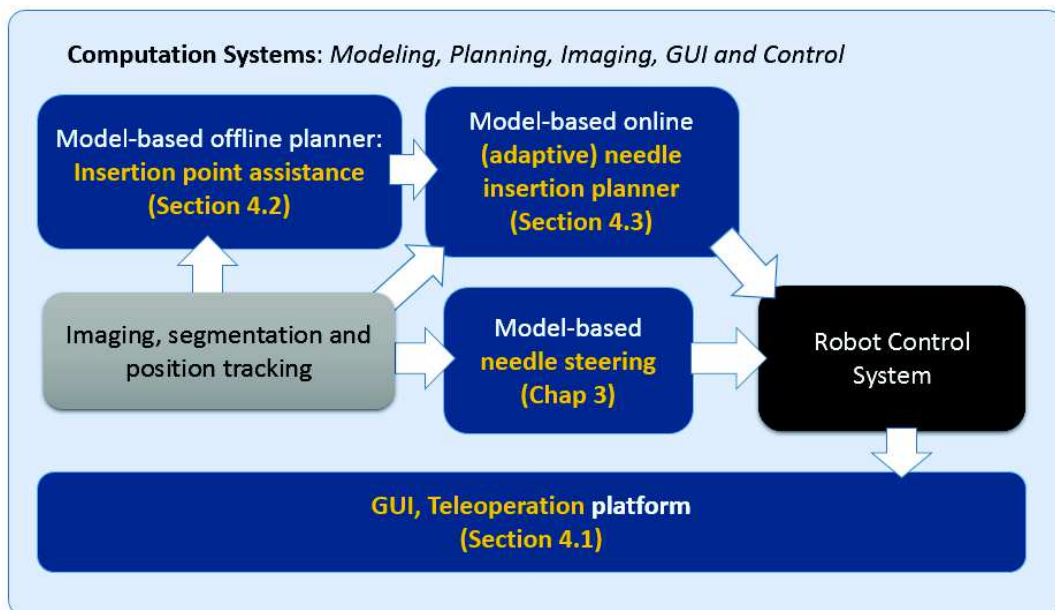 Computation Systems: Modeling, Planning, Imaging, GUI and Control
Model-based offline planner:
Insertion point assistance
(Section 4.2)
Model-based online
(adaptive) needle
insertion planner
(Section 4.3)
Imaging, segmentation and
position tracking
Model-based
needle steering
(Chap 3)
Robot Control
System
GUI, Teleoperation platform
(Section 4.1)